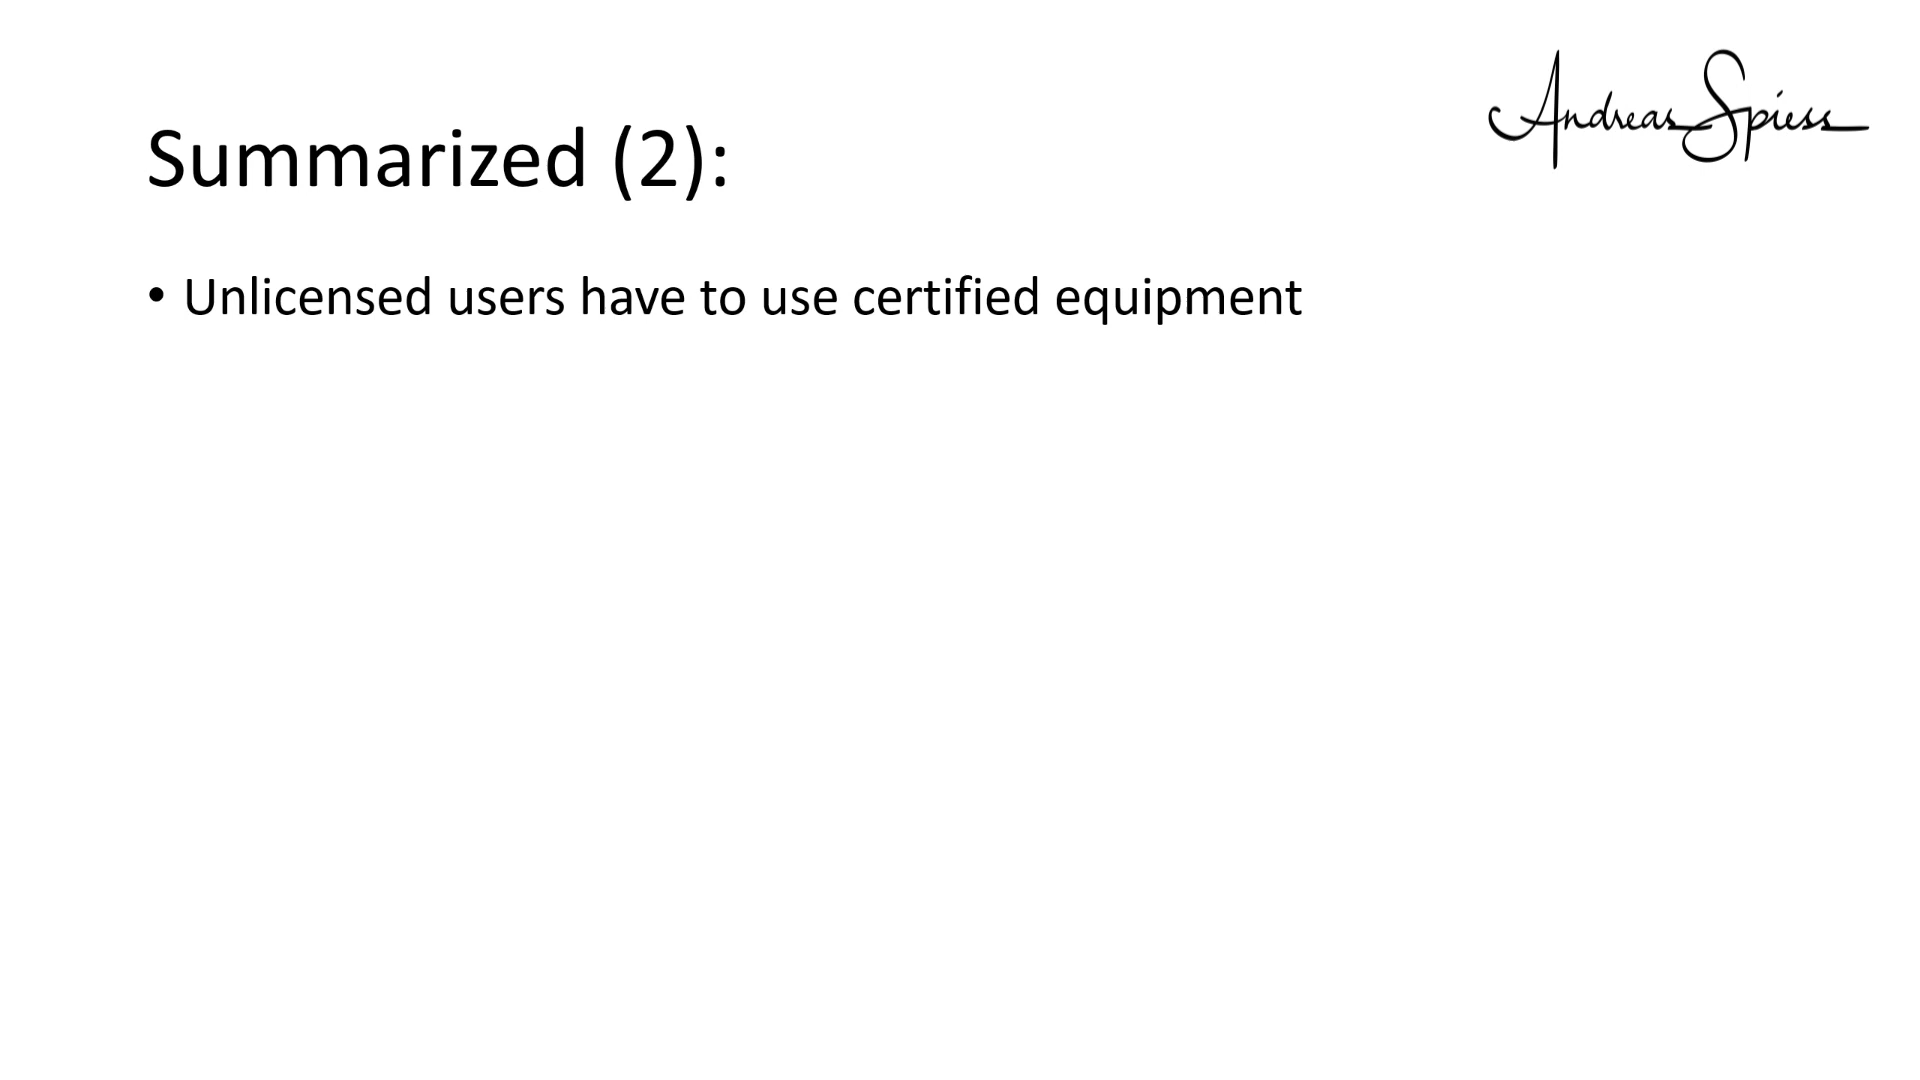 Andreas Spiess
Summarized (2):
• Unlicensed users have to use certified equipment